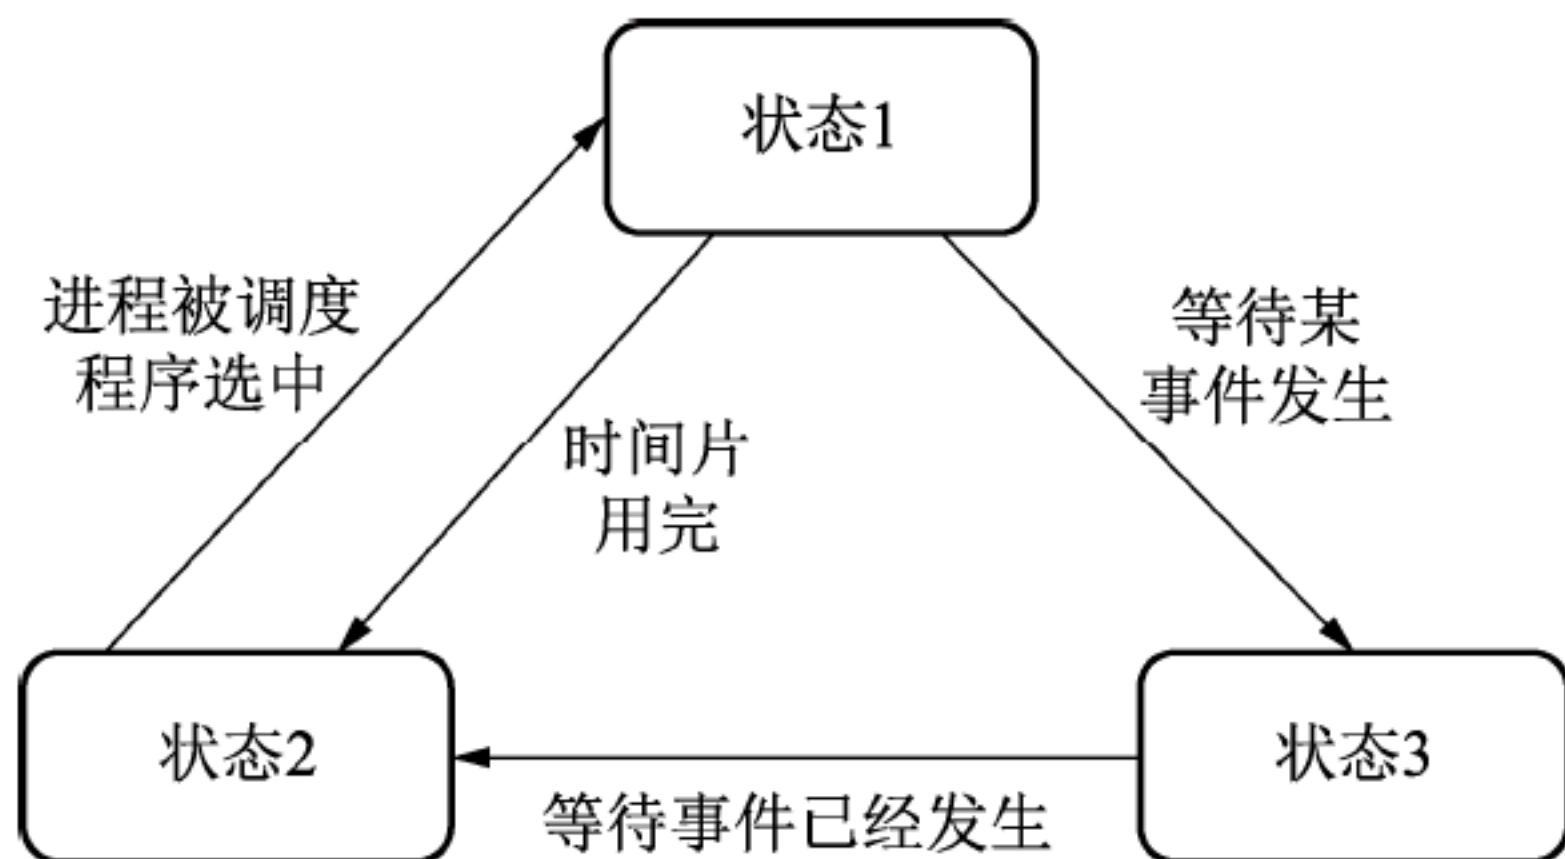 状态1
进程被调度
程序选中
等待某
事件发生
时间片
用完
状态2
状态3
等待事件已经发生